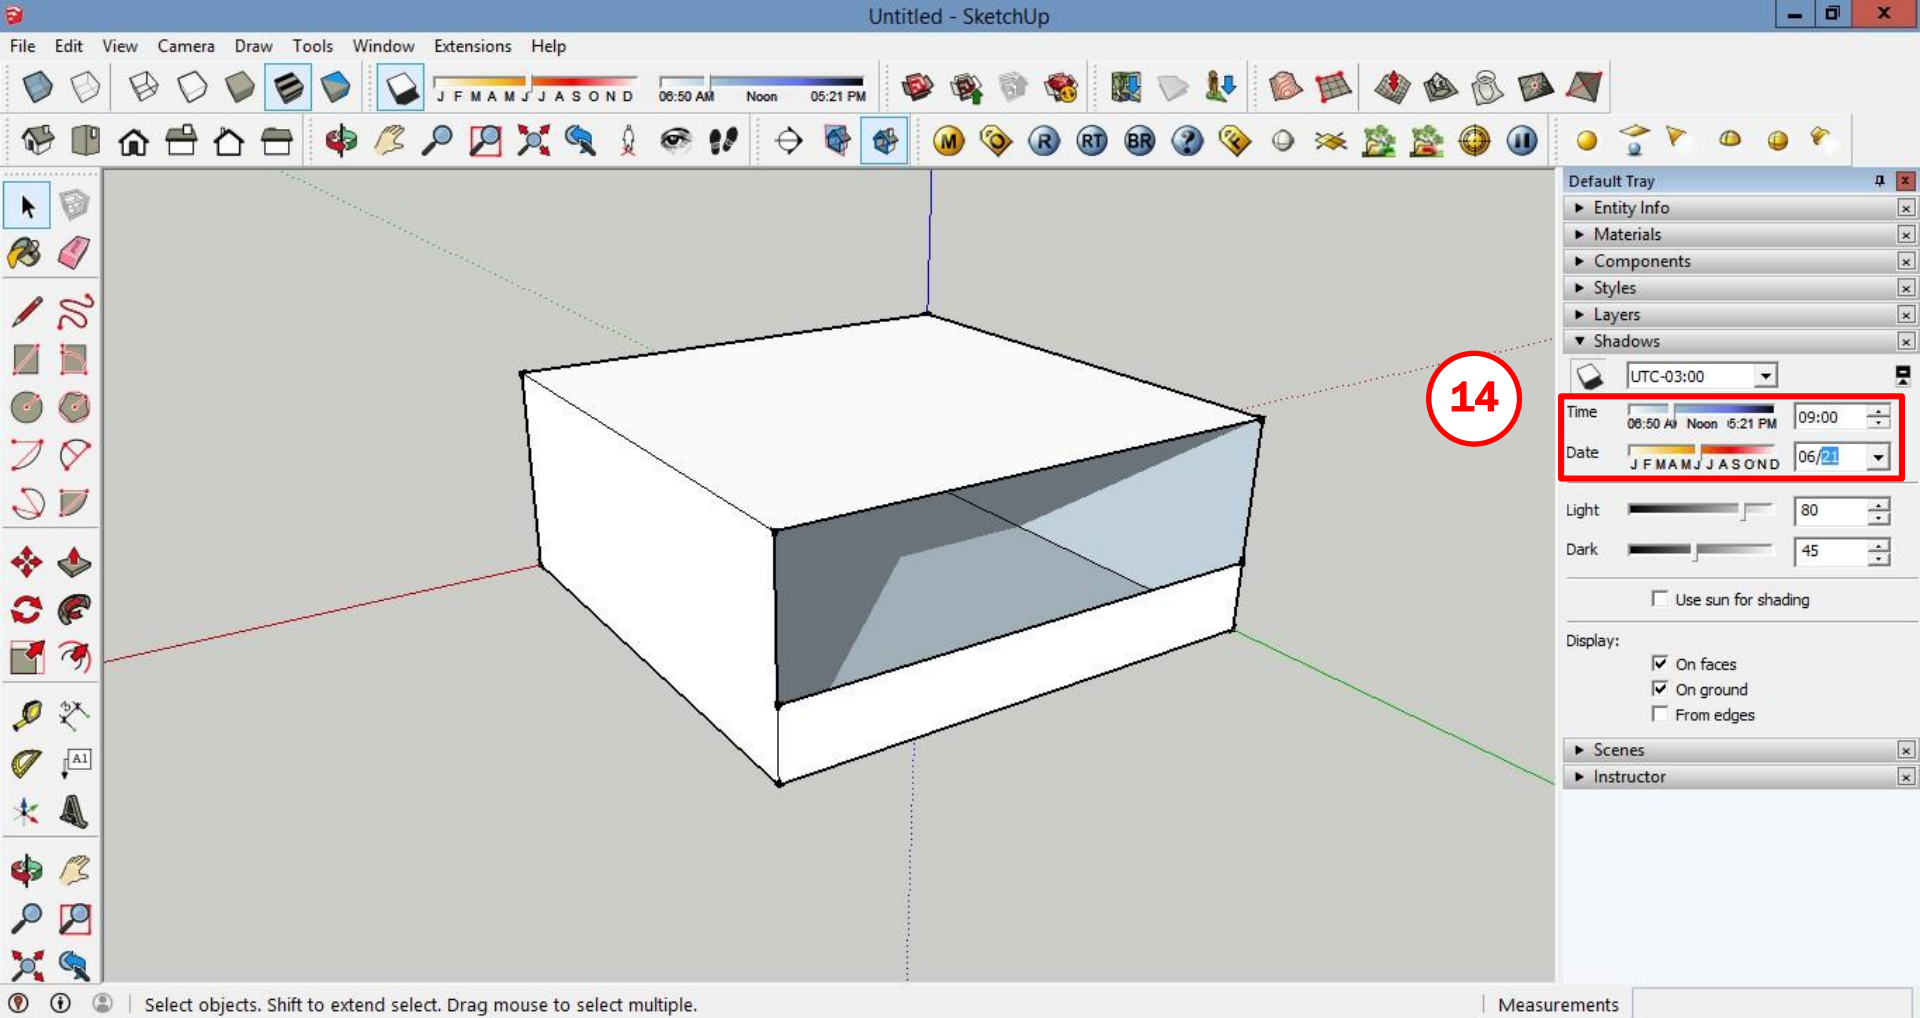 Untitled - SketchUp
File Edit View Camera Draw Tools Window Extensions Help
J F M A M J J A S O N D 06:50 AM Noon 05:21 PM
M O R RT BR ? F
Default Tray
Entity Info
Materials
Components
Styles
Layers
Shadows
UTC-03:00
14
Time 06:50 A Noon 5:21 PM 09:00
Date J F M A M J J A S O N D 06/21
Light 80
Dark 45
Use sun for shading
Display:
On faces
On ground
From edges
Scenes
Instructor
A1
Select objects. Shift to extend select. Drag mouse to select multiple.
Measurements